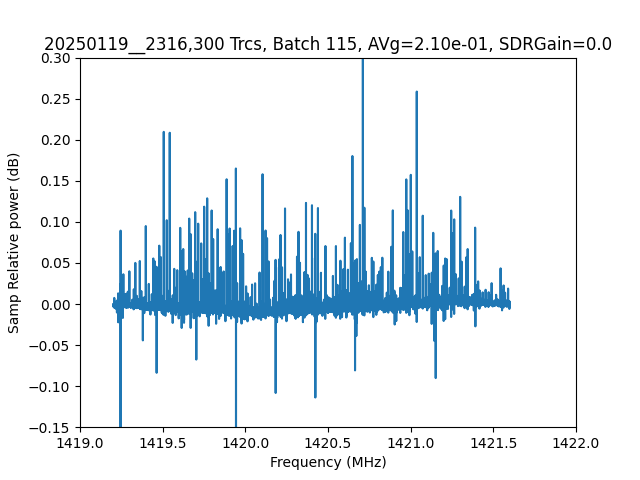 20250119__2316,300 Trcs, Batch 115, AVg=2.10e-01, SDRGain=0.0
0.30
0.25
0.20
0.15
0.10
0.05
0.00
−0.05
−0.10
−0.15
Samp Relative power (dB)
1419.0 1419.5 1420.0 1420.5 1421.0 1421.5 1422.0
Frequency (MHz)